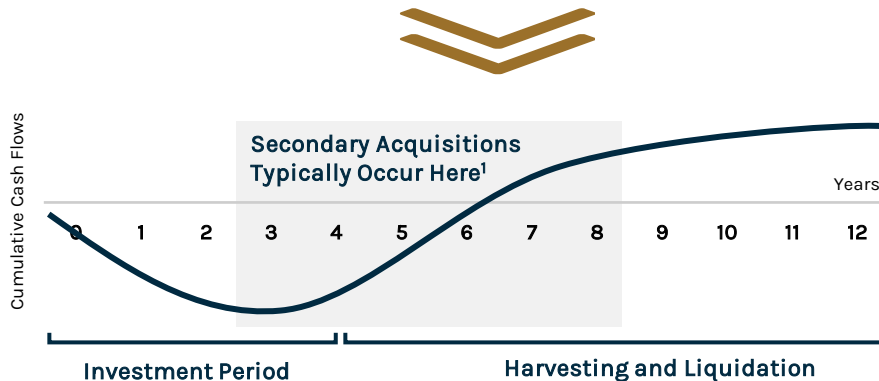 Secondary Acquisitions
Typically Occur Here¹
Cumulative Cash Flows
Years
0 1 2 3 4 5 6 7 8 9 10 11 12
Investment Period
Harvesting and Liquidation